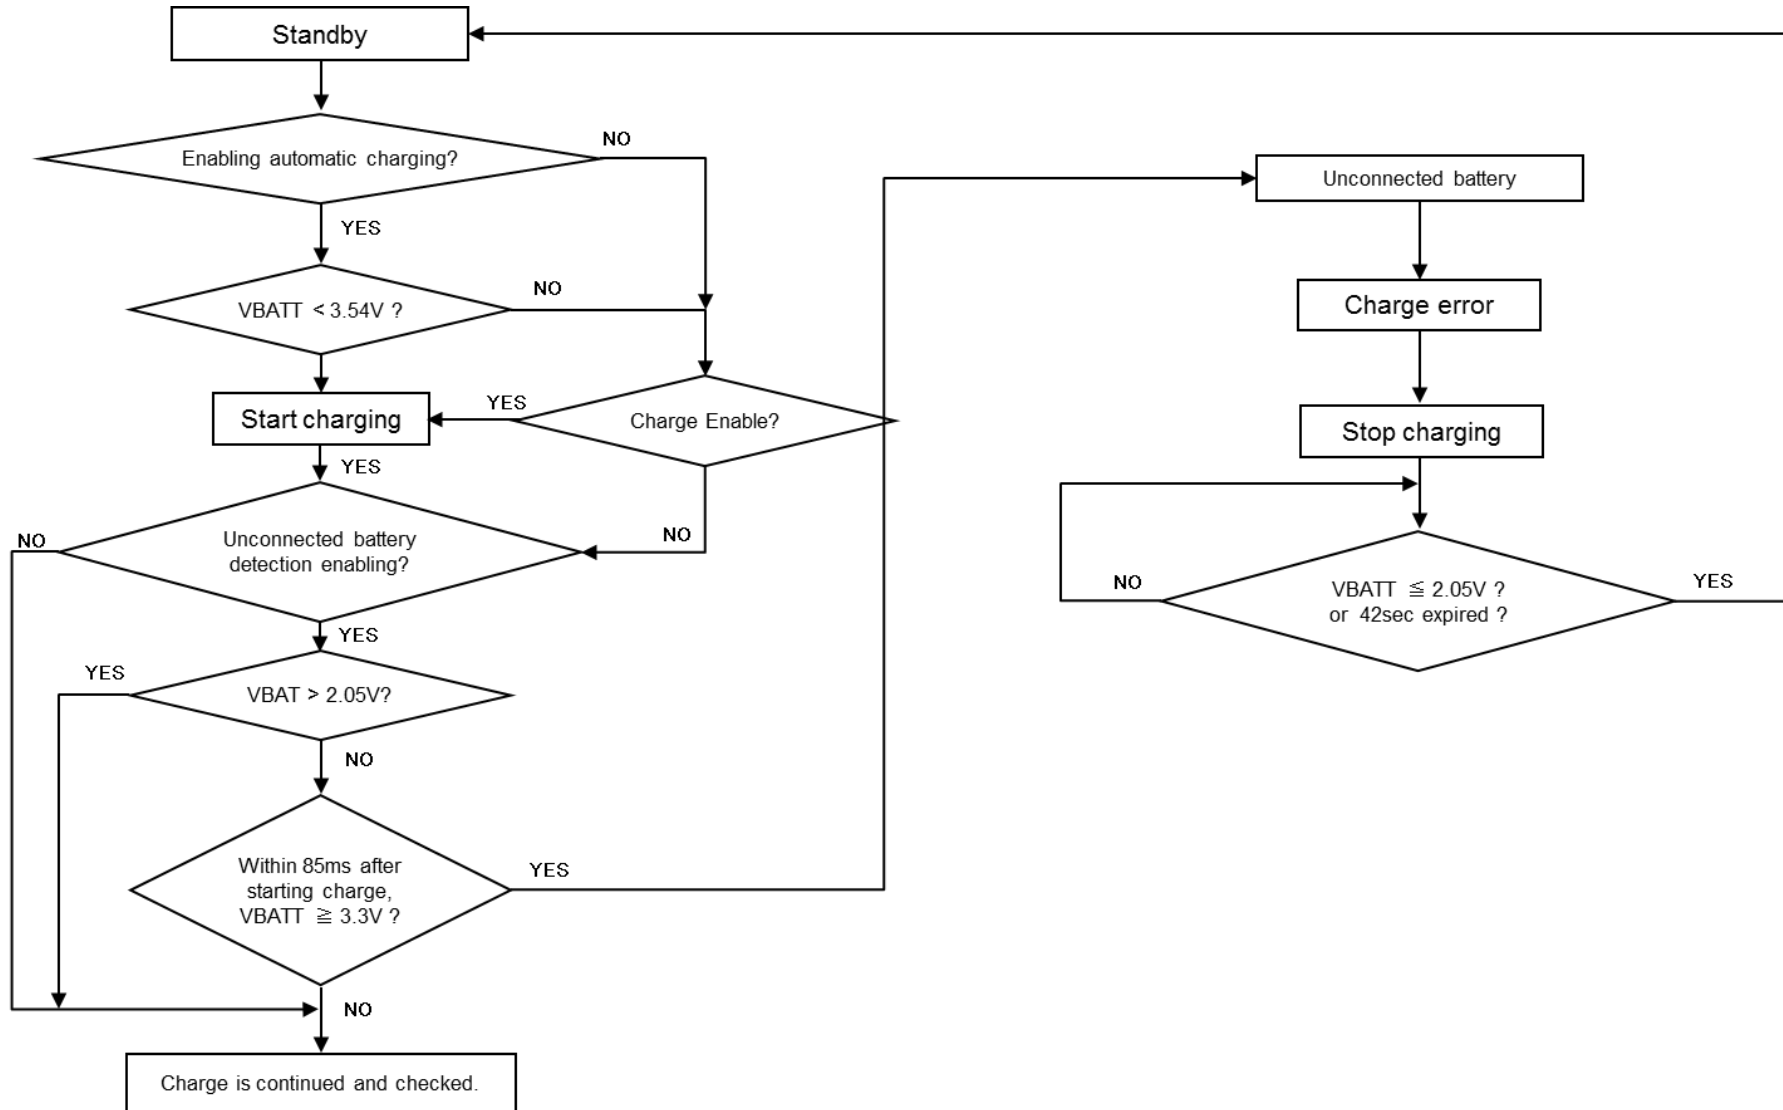 Standby
Enabling automatic charging?
NO
YES
VBATT < 3.54V ?
NO
Start charging
YES
Charge Enable?
YES
NO
Unconnected battery
detection enabling?
NO
YES
VBAT > 2.05V?
YES
NO
Within 85ms after
starting charge,
VBATT ≧ 3.3V ?
YES
NO
Charge is continued and checked.
Unconnected battery
Charge error
Stop charging
VBATT ≦ 2.05V ?
or 42sec expired ?
NO
YES